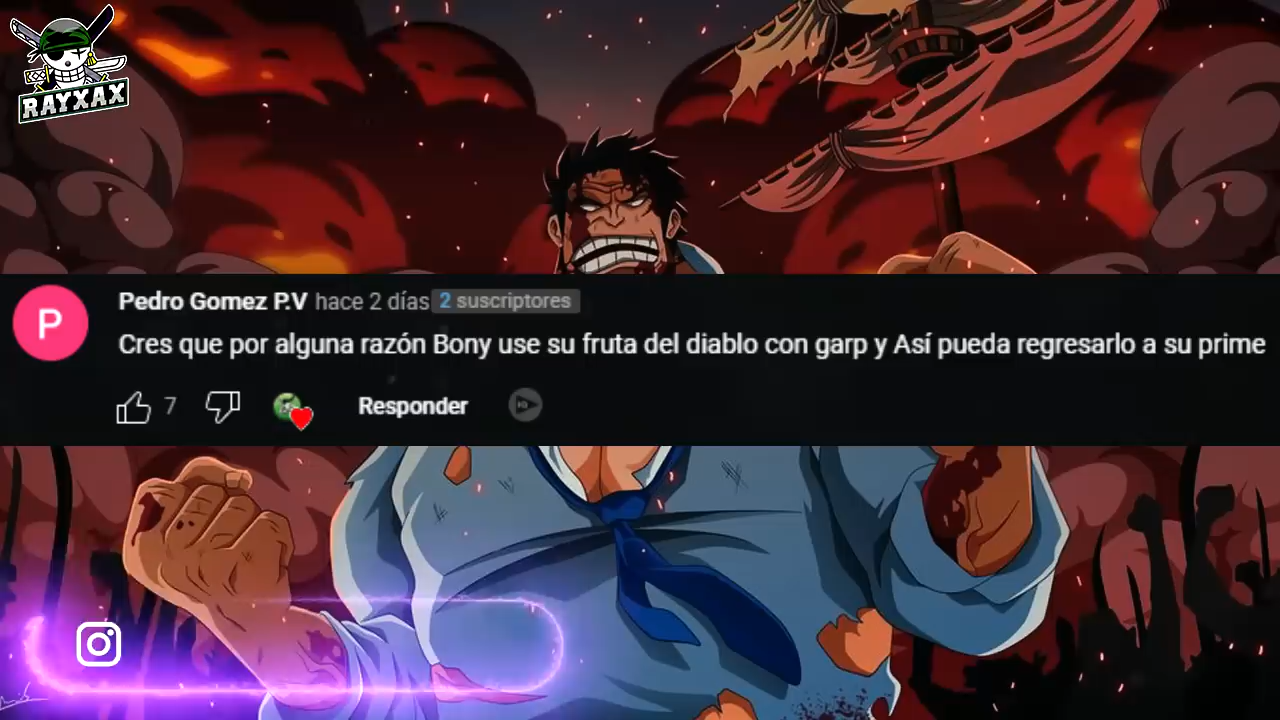 RAYXAX
P
Pedro Gomez P.V hace 2 días 2 suscriptores
Cres que por alguna razón Bony use su fruta del diablo con garp y Así pueda regresarlo a su prime
7
Responder